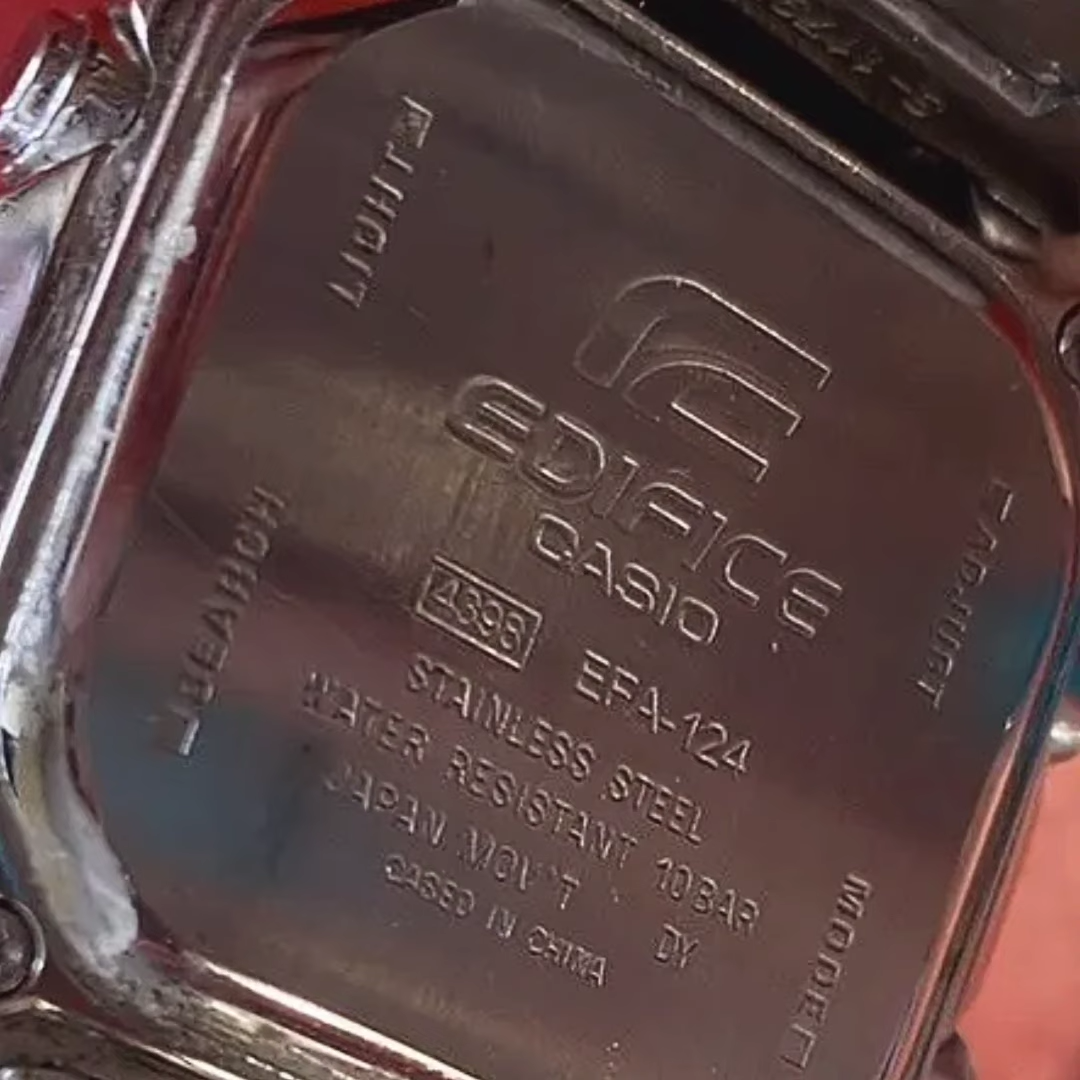 LIGHT
EDIFICE
CASIO
4398 EFA-124
STAINLESS STEEL
WATER RESISTANT 10BAR
JAPAN MOV'T DY
CASED IN CHINA
SEARCH
ADJUST
MODE